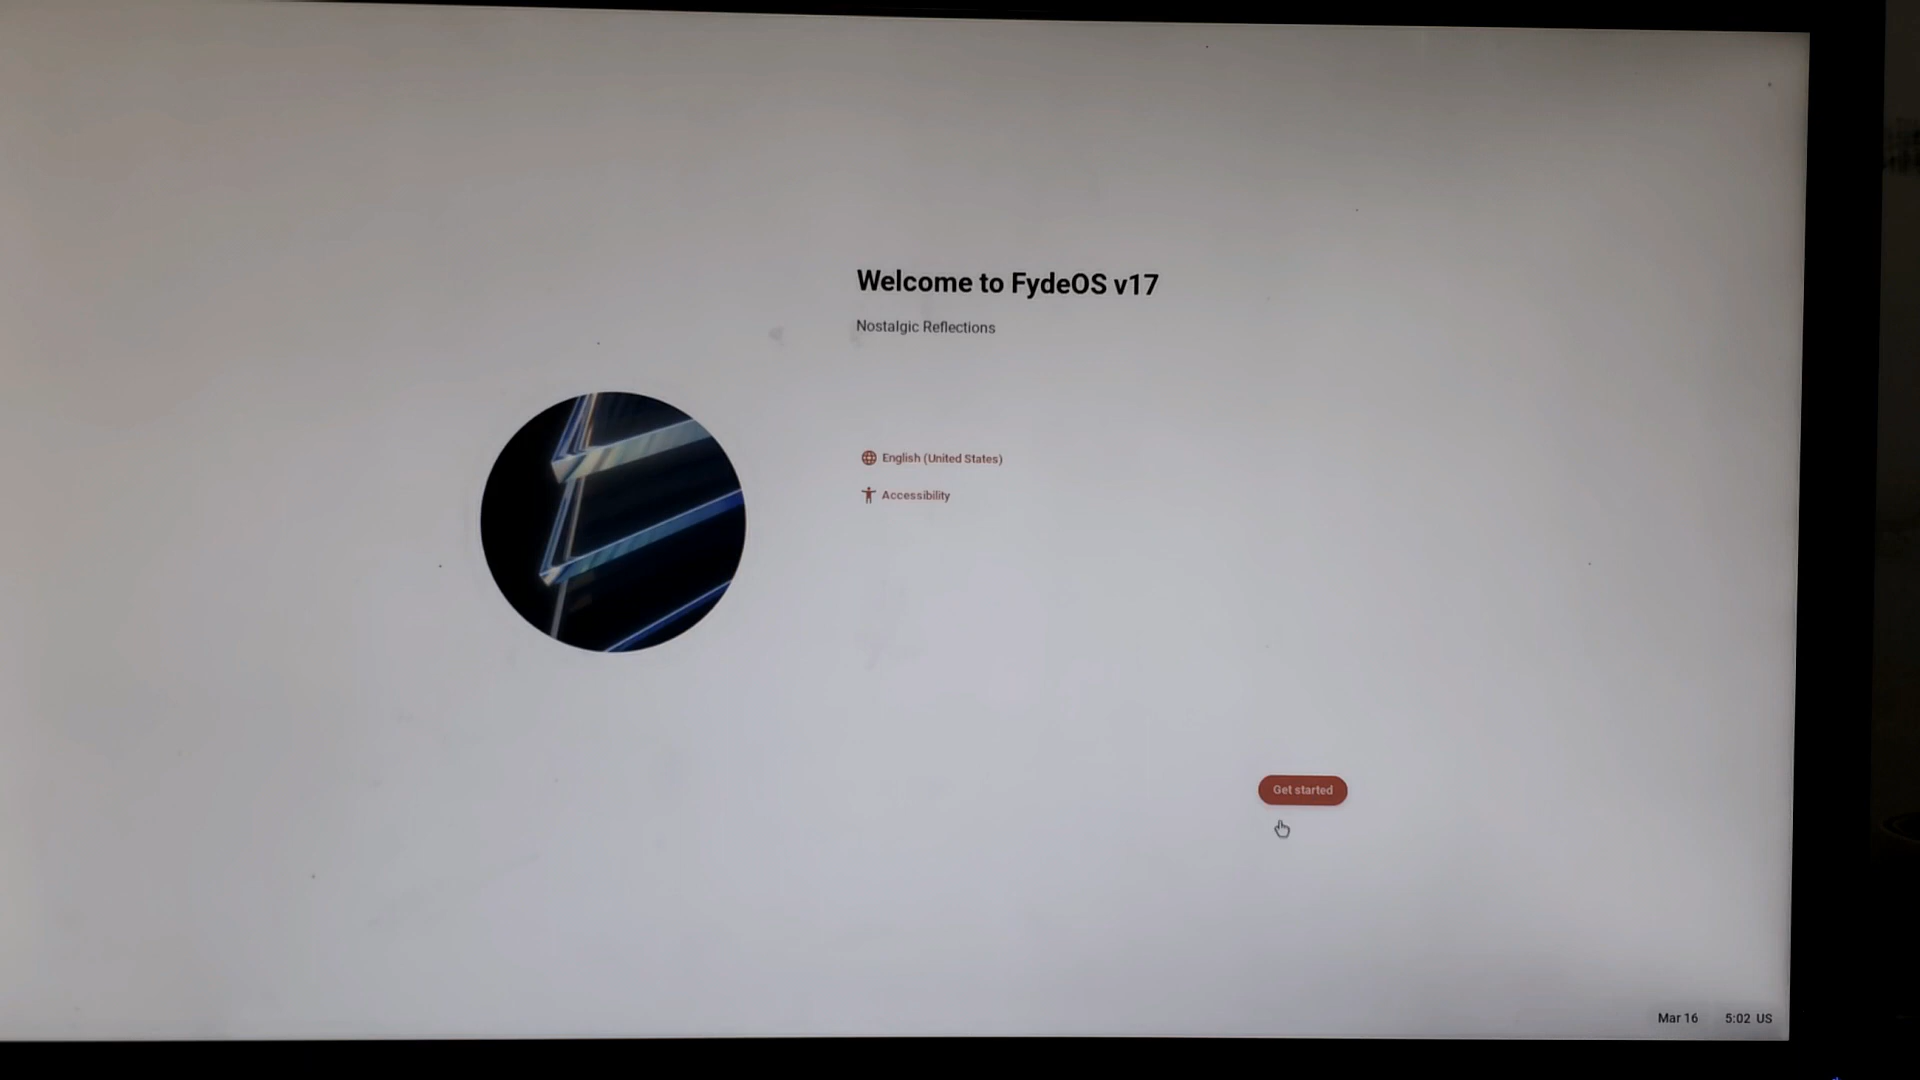 Welcome to FydeOS v17
Nostalgic Reflections
English (United States)
Accessibility
Get started
Mar 16
5:02 US